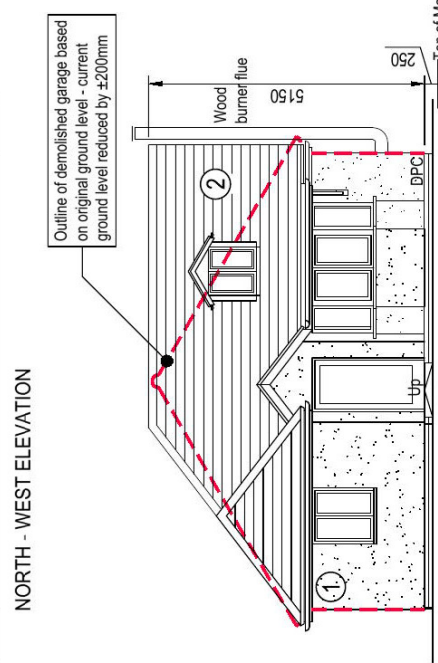 NORTH - WEST ELEVATION
Outline of demolished garage based
on original ground level - current
ground level reduced by ±200mm
Wood
burner flue
5150
250
2
1
Up
DPC